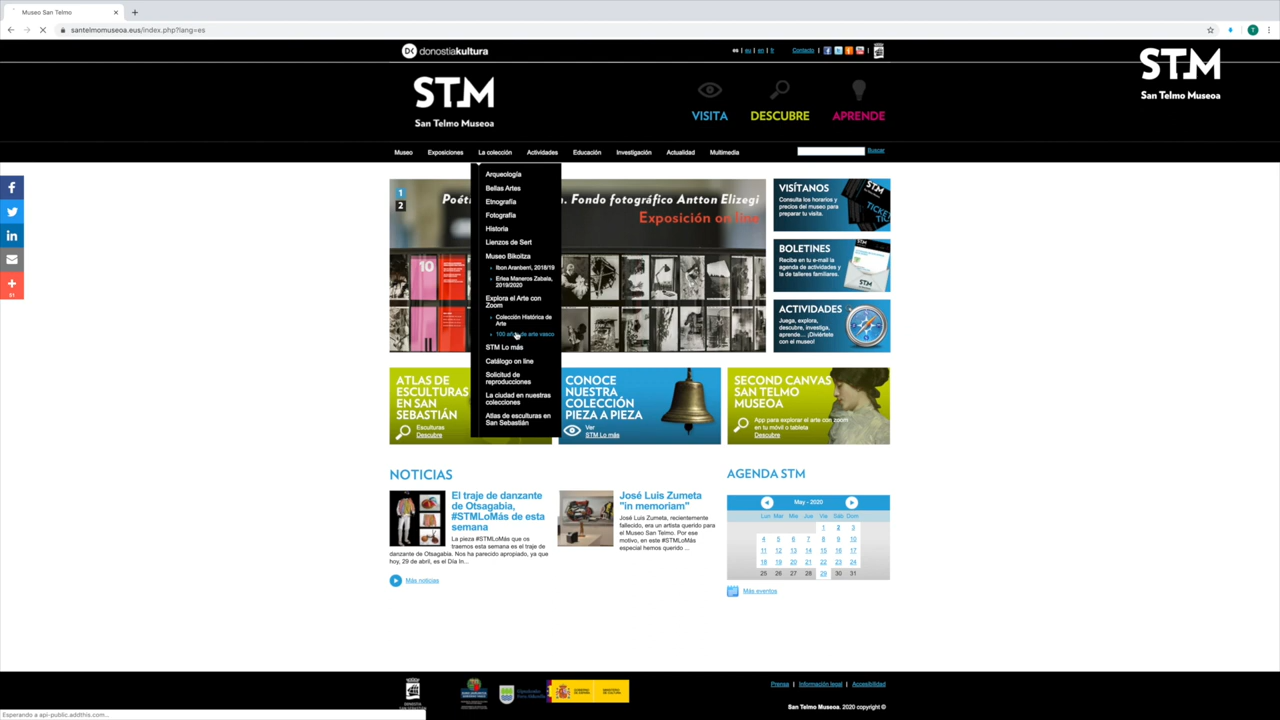 Museo San Telmo
santelmomuseoa.eus/index.php?lang=es
donostiakultura
es | eu | en | fr
Contacto
STM
San Telmo Museoa
VISITA
DESCUBRE
APRENDE
STM
San Telmo Museoa
Museo
Exposiciones
La colección
Actividades
Educación
Investigación
Actualidad
Multimedia
Buscar
Arqueología
Bellas Artes
Etnografía
Fotografía
Historia
Lienzos de Sert
Museo Bikoitza
Ibon Aranberri, 2018/19
Erlea Maneros Zabala,
2019/2020
Explora el Arte con
Zoom
Colección Histórica de
Arte
100 años de arte vasco
STM Lo más
Catálogo on line
Solicitud de
reproducciones
La ciudad en nuestras
colecciones
Atlas de esculturas en
San Sebastián
1
2
Fondo fotográfico Antton Elizegi
Exposición on
10
VISÍTANOS
Consulta los horarios y
precios del museo para
preparar tu visita.
STM
TICKET
BOLETINES
Recibe en tu e-mail la
agenda de actividades y
la de talleres familiares.
STM
ACTIVIDADES
Juega, explora,
descubre, investiga,
aprende... ¡Diviértete
con el museo!
ATLAS DE
ESCULTURAS
EN SAN
SEBASTIÁN
Esculturas
Descubre
CONOCE
NUESTRA
COLECCIÓN
PIEZA A PIEZA
Ver
STM Lo más
SECOND CANVAS
SAN TELMO
MUSEOA
App para explorar el arte con zoom
en tu móvil o tableta
Descubre
51
NOTICIAS
El traje de danzante
de Otsagabia,
#STMLoMás de esta
semana
La pieza #STMLoMás que os
traemos esta semana es el traje de
danzante de Otsagabia. Nos ha parecido apropiado, ya que
hoy, 29 de abril, es el Día In...
Más noticias
José Luis Zumeta
"in memoriam"
José Luis Zumeta, recientemente
fallecido, era un artista querido para
el Museo San Telmo. Por ese
motivo, en este #STMLoMás
especial hemos querido ...
AGENDA STM
May - 2020
Lun Mar Mie Jue Vie Sáb Dom
1 2 3
4 5 6 7 8 9 10
11 12 13 14 15 16 17
18 19 20 21 22 23 24
25 26 27 28 29 30 31
Más eventos
GOBIERNO
DE ESPAÑA
MINISTERIO
DE CULTURA
Prensa | Información legal | Accesibilidad
San Telmo Museoa. 2020 copyright ©
Esperando a api-public.addthis.com...